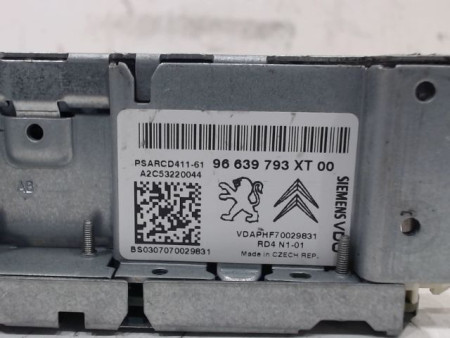 PSARCD411-61
96 639 793 XT 00
A2C53220044
SIEMENS VDO
VDAPHF70029831
RD4 N1-01
BS0307070029831
Made in CZECH REP.
AB